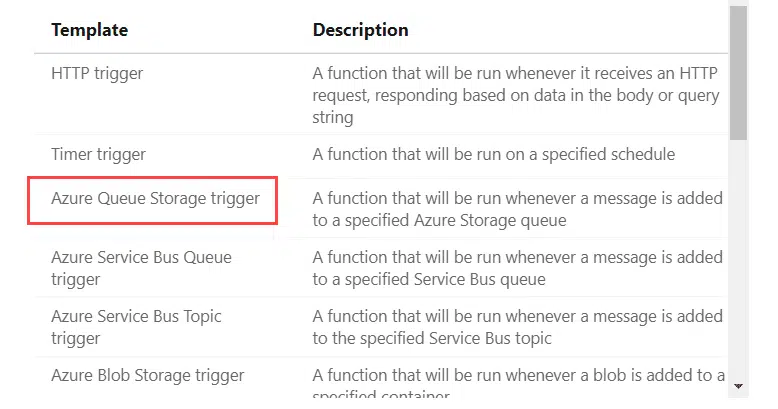 Template Description
HTTP trigger A function that will be run whenever it receives an HTTP
request, responding based on data in the body or query
string
Timer trigger A function that will be run on a specified schedule
Azure Queue Storage trigger A function that will be run whenever a message is added
to a specified Azure Storage queue
Azure Service Bus Queue A function that will be run whenever a message is added
trigger to a specified Service Bus queue
Azure Service Bus Topic A function that will be run whenever a message is added
trigger to the specified Service Bus topic
Azure Blob Storage trigger A function that will be run whenever a blob is added to a
specified container